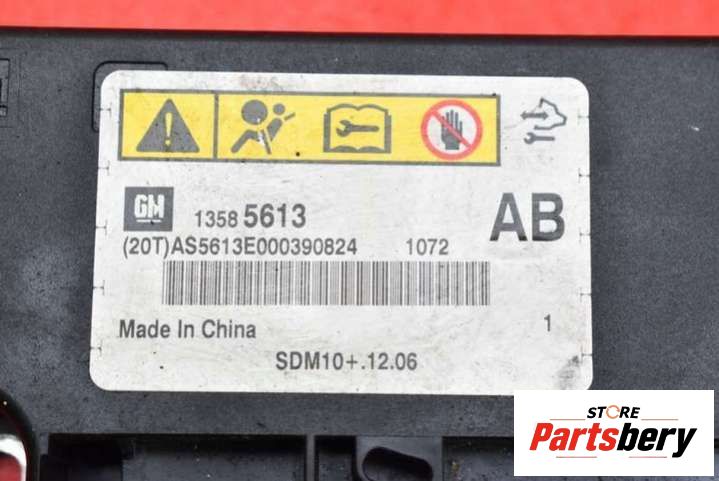 GM 1358 5613 AB
(20T)AS5613E000390824 1072
Made In China 1
SDM10+.12.06
STORE
Partsbery